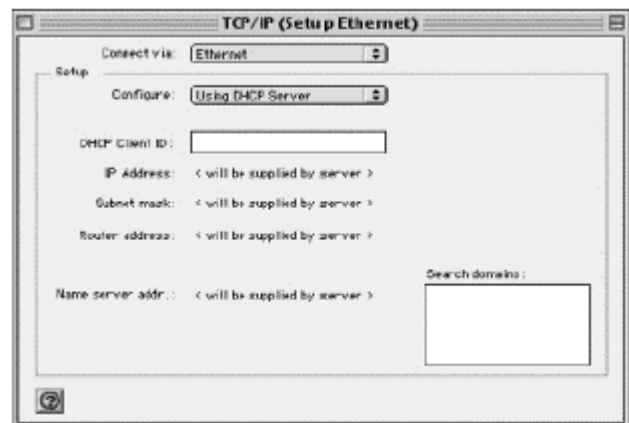 TCP/IP (Setup Ethernet)
Connect via: Ethernet
Setup
Configure: Using DHCP Server
DHCP Client ID:
IP Address: < will be supplied by server >
Subnet mask: < will be supplied by server >
Router address: < will be supplied by server >
Search domains:
Name server addr.: < will be supplied by server >
?